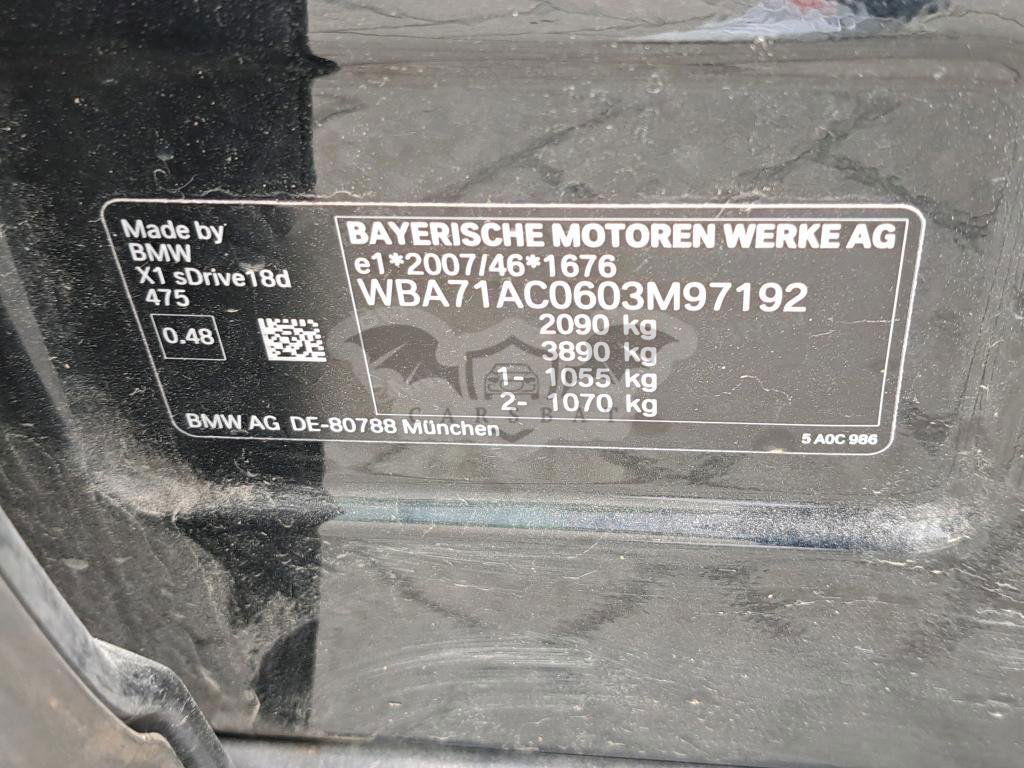 Made by
BMW
X1 sDrive18d
475
0.48
BAYERISCHE MOTOREN WERKE AG
e1*2007/46*1676
WBA71AC0603M97192
2090 kg
3890 kg
1- 1055 kg
2- 1070 kg
CARSBAT
BMW AG DE-80788 München
5 A0C 986